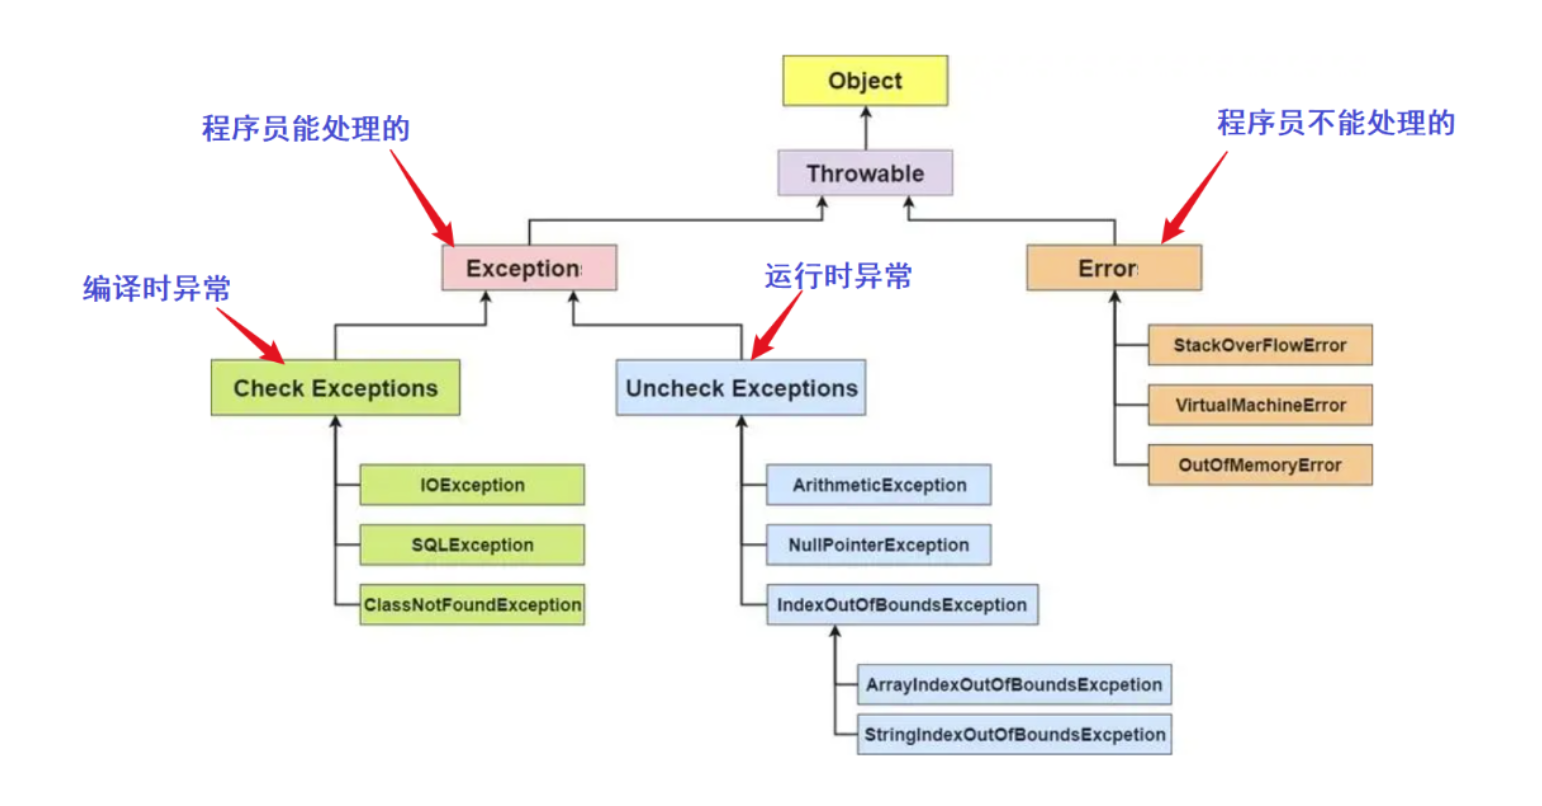 Object
程序员能处理的
程序员不能处理的
Throwable
Exception
Error
编译时异常
运行时异常
Check Exceptions
Uncheck Exceptions
StackOverFlowError
VirtualMachineError
OutOfMemoryError
IOException
SQLException
ClassNotFoundException
ArithmeticException
NullPointerException
IndexOutOfBoundsException
ArrayIndexOutOfBoundsExcpetion
StringIndexOutOfBoundsExcpetion